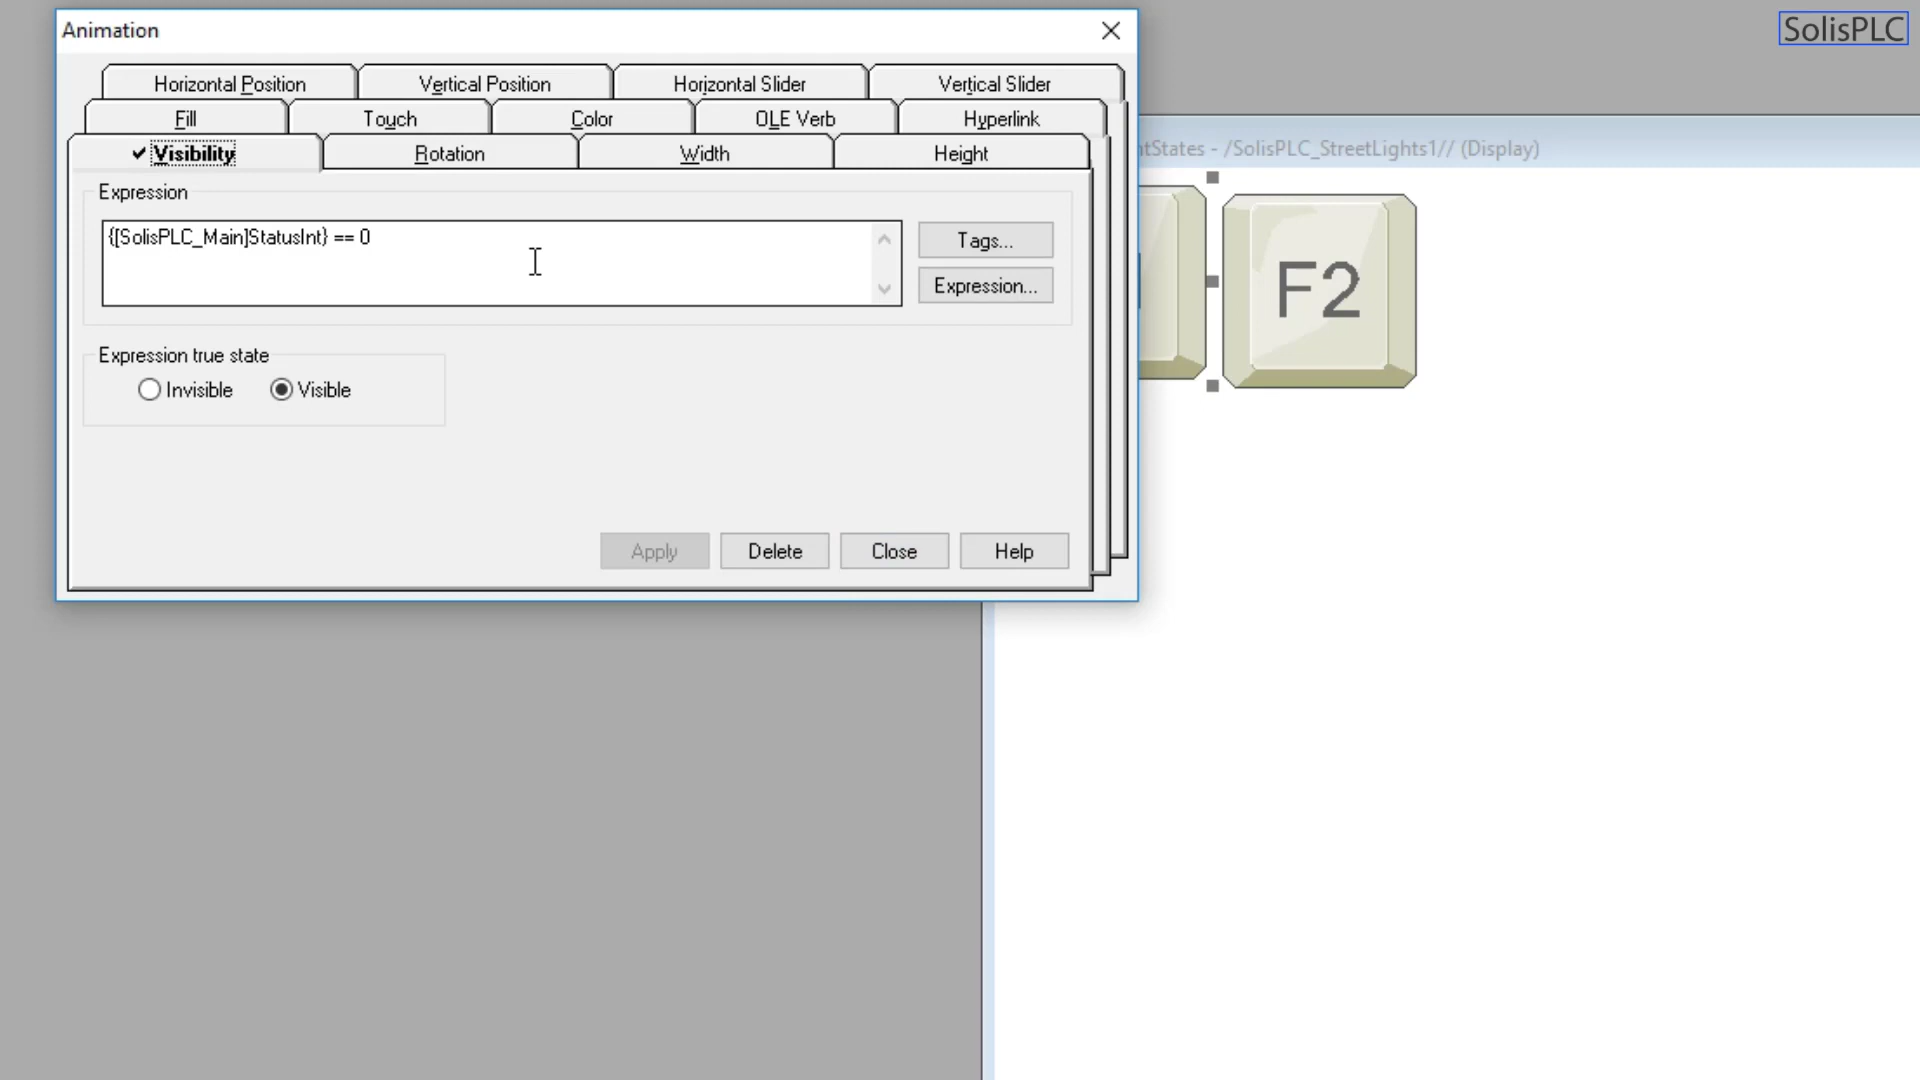 Animation
SolisPLC
Horizontal Position Vertical Position Horizontal Slider Vertical Slider
Fill Touch Color OLE Verb Hyperlink
Visibility Rotation Width Height
ntStates - /SolisPLC_StreetLights1// (Display)
Expression
{[SolisPLC_Main]StatusInt} == 0
Tags...
Expression...
F2
Expression true state
Invisible Visible
Apply Delete Close Help